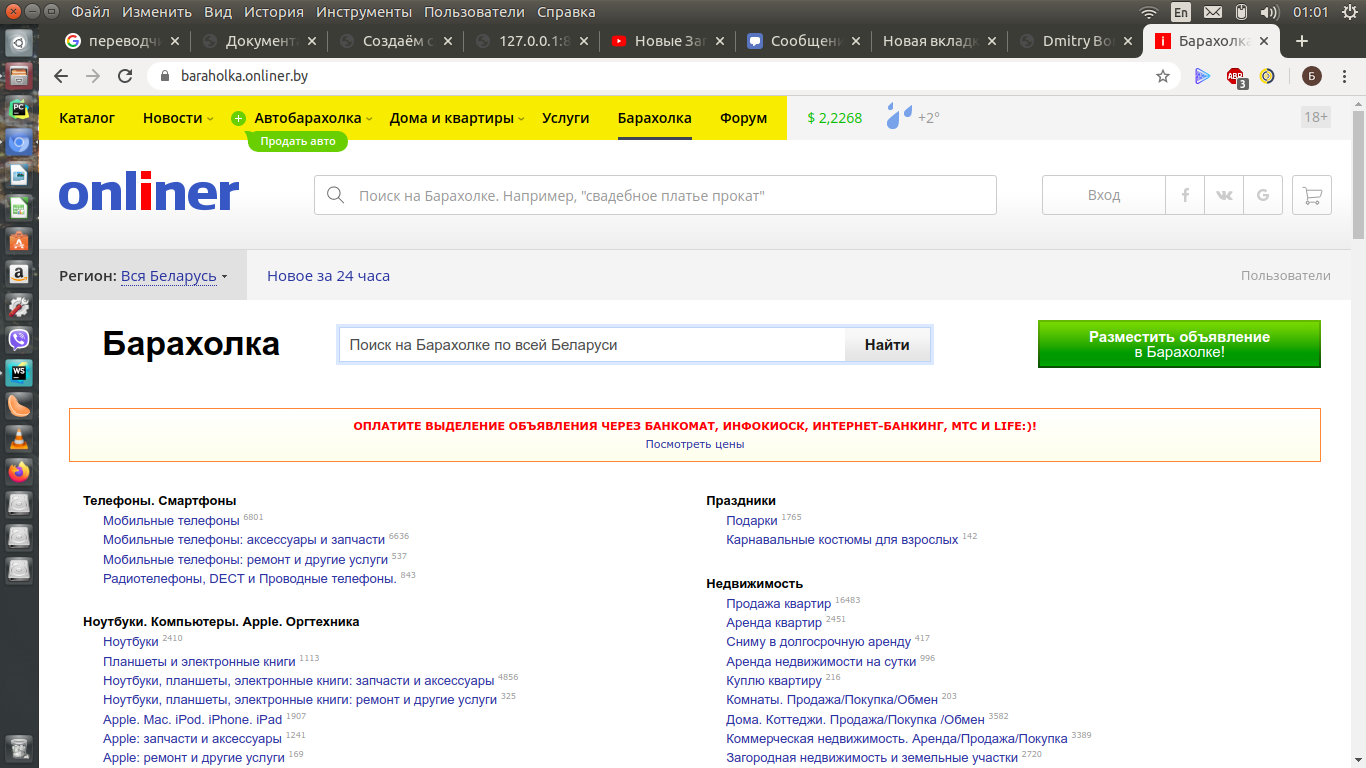 Файл Изменить Вид История Инструменты Пользователи Справка En 01:01
переводчи Документа Создаём с 127.0.0.1:8 Новые Заг Сообщени Новая вкладк Dmitry Bo Барахолка
baraholka.onliner.by ABP 3 Б
Каталог Новости Автобарахолка Дома и квартиры Услуги Барахолка Форум $ 2,2268 +2° 18+
Продать авто
onliner
Поиск на Барахолке. Например, "свадебное платье прокат" Вход
Регион: Вся Беларусь Новое за 24 часа Пользователи
Барахолка Поиск на Барахолке по всей Беларуси Найти
Разместить объявление
в Барахолке!
ОПЛАТИТЕ ВЫДЕЛЕНИЕ ОБЪЯВЛЕНИЯ ЧЕРЕЗ БАНКОМАТ, ИНФОКИОСК, ИНТЕРНЕТ-БАНКИНГ, МТС И LIFE:)!
Посмотреть цены
Телефоны. Смартфоны
Мобильные телефоны 6801
Мобильные телефоны: аксессуары и запчасти 6636
Мобильные телефоны: ремонт и другие услуги 537
Радиотелефоны, DECT и Проводные телефоны. 843
Ноутбуки. Компьютеры. Apple. Оргтехника
Ноутбуки 2410
Планшеты и электронные книги 1113
Ноутбуки, планшеты, электронные книги: запчасти и аксессуары 4856
Ноутбуки, планшеты, электронные книги: ремонт и другие услуги 325
Apple. Mac. iPod. iPhone. iPad 1907
Apple: запчасти и аксессуары 1241
Apple: ремонт и другие услуги 169
Праздники
Подарки 1765
Карнавальные костюмы для взрослых 142
Недвижимость
Продажа квартир 16483
Аренда квартир 2451
Сниму в долгосрочную аренду 417
Аренда недвижимости на сутки 996
Куплю квартиру 216
Комнаты. Продажа/Покупка/Обмен 203
Дома. Коттеджи. Продажа/Покупка /Обмен 3582
Коммерческая недвижимость. Аренда/Продажа/Покупка 3389
Загородная недвижимость и земельные участки 2720